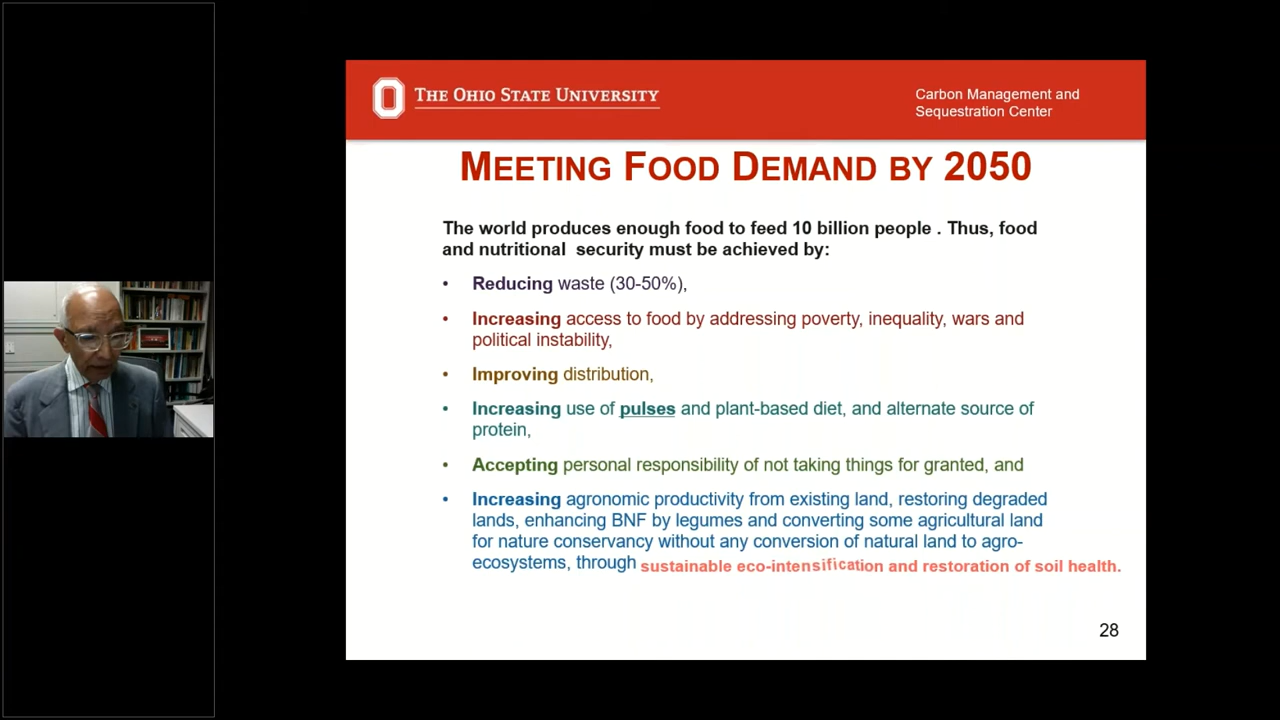 THE OHIO STATE UNIVERSITY
Carbon Management and
Sequestration Center
MEETING FOOD DEMAND BY 2050
The world produces enough food to feed 10 billion people . Thus, food
and nutritional security must be achieved by:
• Reducing waste (30-50%),
• Increasing access to food by addressing poverty, inequality, wars and
political instability,
• Improving distribution,
• Increasing use of pulses and plant-based diet, and alternate source of
protein,
• Accepting personal responsibility of not taking things for granted, and
• Increasing agronomic productivity from existing land, restoring degraded
lands, enhancing BNF by legumes and converting some agricultural land
for nature conservancy without any conversion of natural land to agro-
ecosystems, through sustainable eco-intensification and restoration of soil health.
28